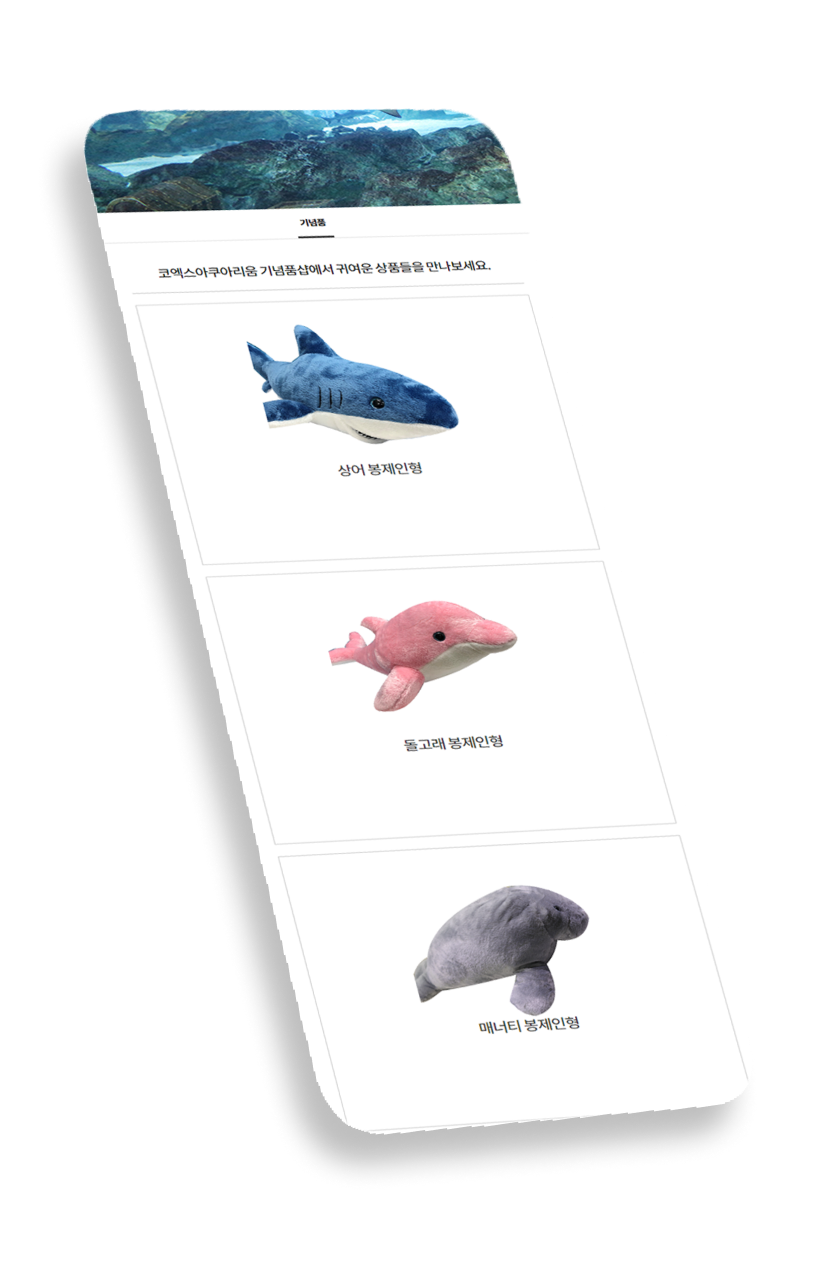 기념품
코엑스아쿠아리움 기념품샵에서 귀여운 상품들을 만나보세요.
상어 봉제인형
돌고래 봉제인형
매너티 봉제인형